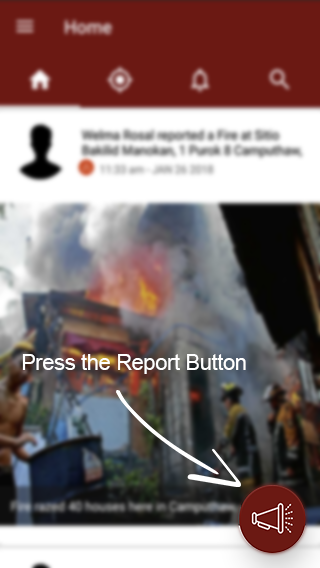 Home
Welma Rosal reported a Fire at Sitio
Bakilid Manokan, 1 Purok 8 Camputhaw,
11:33 am - JAN 26 2018
Press the Report Button
Fire razed 40 houses here in Camputhaw